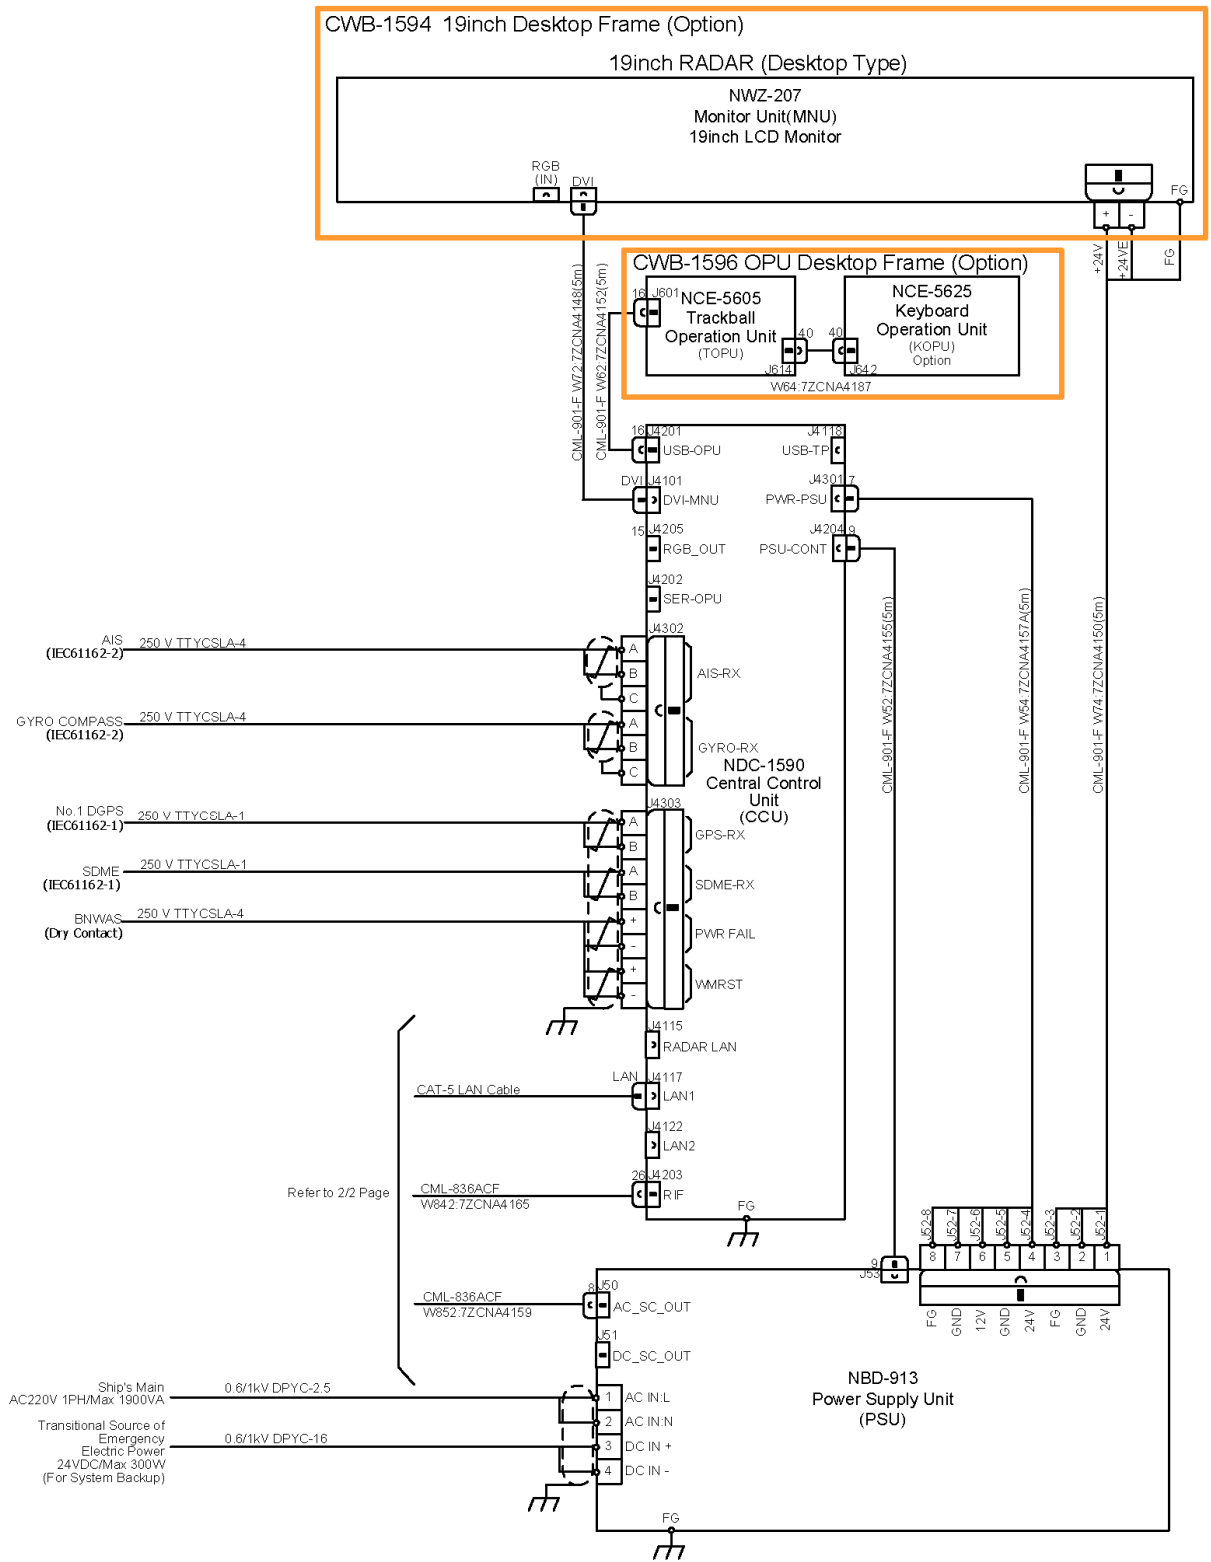 CWB-1594 19inch Desktop Frame (Option)
19inch RADAR (Desktop Type)
NWZ-207
Monitor Unit(MNU)
19inch LCD Monitor
RGB
(IN)
DVI
FG
+
-
+24V
+24VE
FG
CML-901-F W72:7ZCNA4148(5m)
CML-901-F W62:7ZCNA4152(5m)
CWB-1596 OPU Desktop Frame (Option)
16
J601
NCE-5605
Trackball
Operation Unit
(TOPU)
40
J614
NCE-5625
Keyboard
Operation Unit
(KOPU)
Option
40
J642
W64:7ZCNA4187
16
J4201
USB-OPU
J4118
USB-TP
DVI
J4101
DVI-MNU
J4301
7
PWR-PSU
15
J4205
RGB_OUT
J4204
9
PSU-CONT
J4202
SER-OPU
CML-901-F W52:7ZCNA4155(5m)
CML-901-F W54:7ZCNA4157A(5m)
CML-901-F W74:7ZCNA4150(5m)
AIS
(IEC61162-2)
250 V TTYCSLA-4
J4302
A
B
C
AIS-RX
GYRO COMPASS
(IEC61162-2)
250 V TTYCSLA-4
A
B
C
GYRO-RX
NDC-1590
Central Control
Unit
(CCU)
No.1 DGPS
(IEC61162-1)
250 V TTYCSLA-1
J4303
A
B
GPS-RX
SDME
(IEC61162-1)
250 V TTYCSLA-1
A
B
SDME-RX
BNWAS
(Dry Contact)
250 V TTYCSLA-4
+
-
PWR FAIL
+
-
WMRST
J4115
RADAR LAN
CAT-5 LAN Cable
LAN
J4117
LAN1
J4122
LAN2
Refer to 2/2 Page
CML-836ACF
W842:7ZCNA4165
26
J4203
RIF
FG
J52-8
J52-7
J52-6
J52-5
J52-4
J52-3
J52-2
J52-1
8
7
6
5
4
3
2
1
9
J53
FG
GND
12V
GND
24V
FG
GND
24V
CML-836ACF
W852:7ZCNA4159
8
J50
AC_SC_OUT
J51
DC_SC_OUT
NBD-913
Power Supply Unit
(PSU)
Ship's Main
AC220V 1PH/Max 1900VA
0.6/1kV DPYC-2.5
1
AC IN:L
2
AC IN:N
Transitional Source of
Emergency
Electric Power
24VDC/Max 300W
(For System Backup)
0.6/1kV DPYC-16
3
DC IN +
4
DC IN -
FG